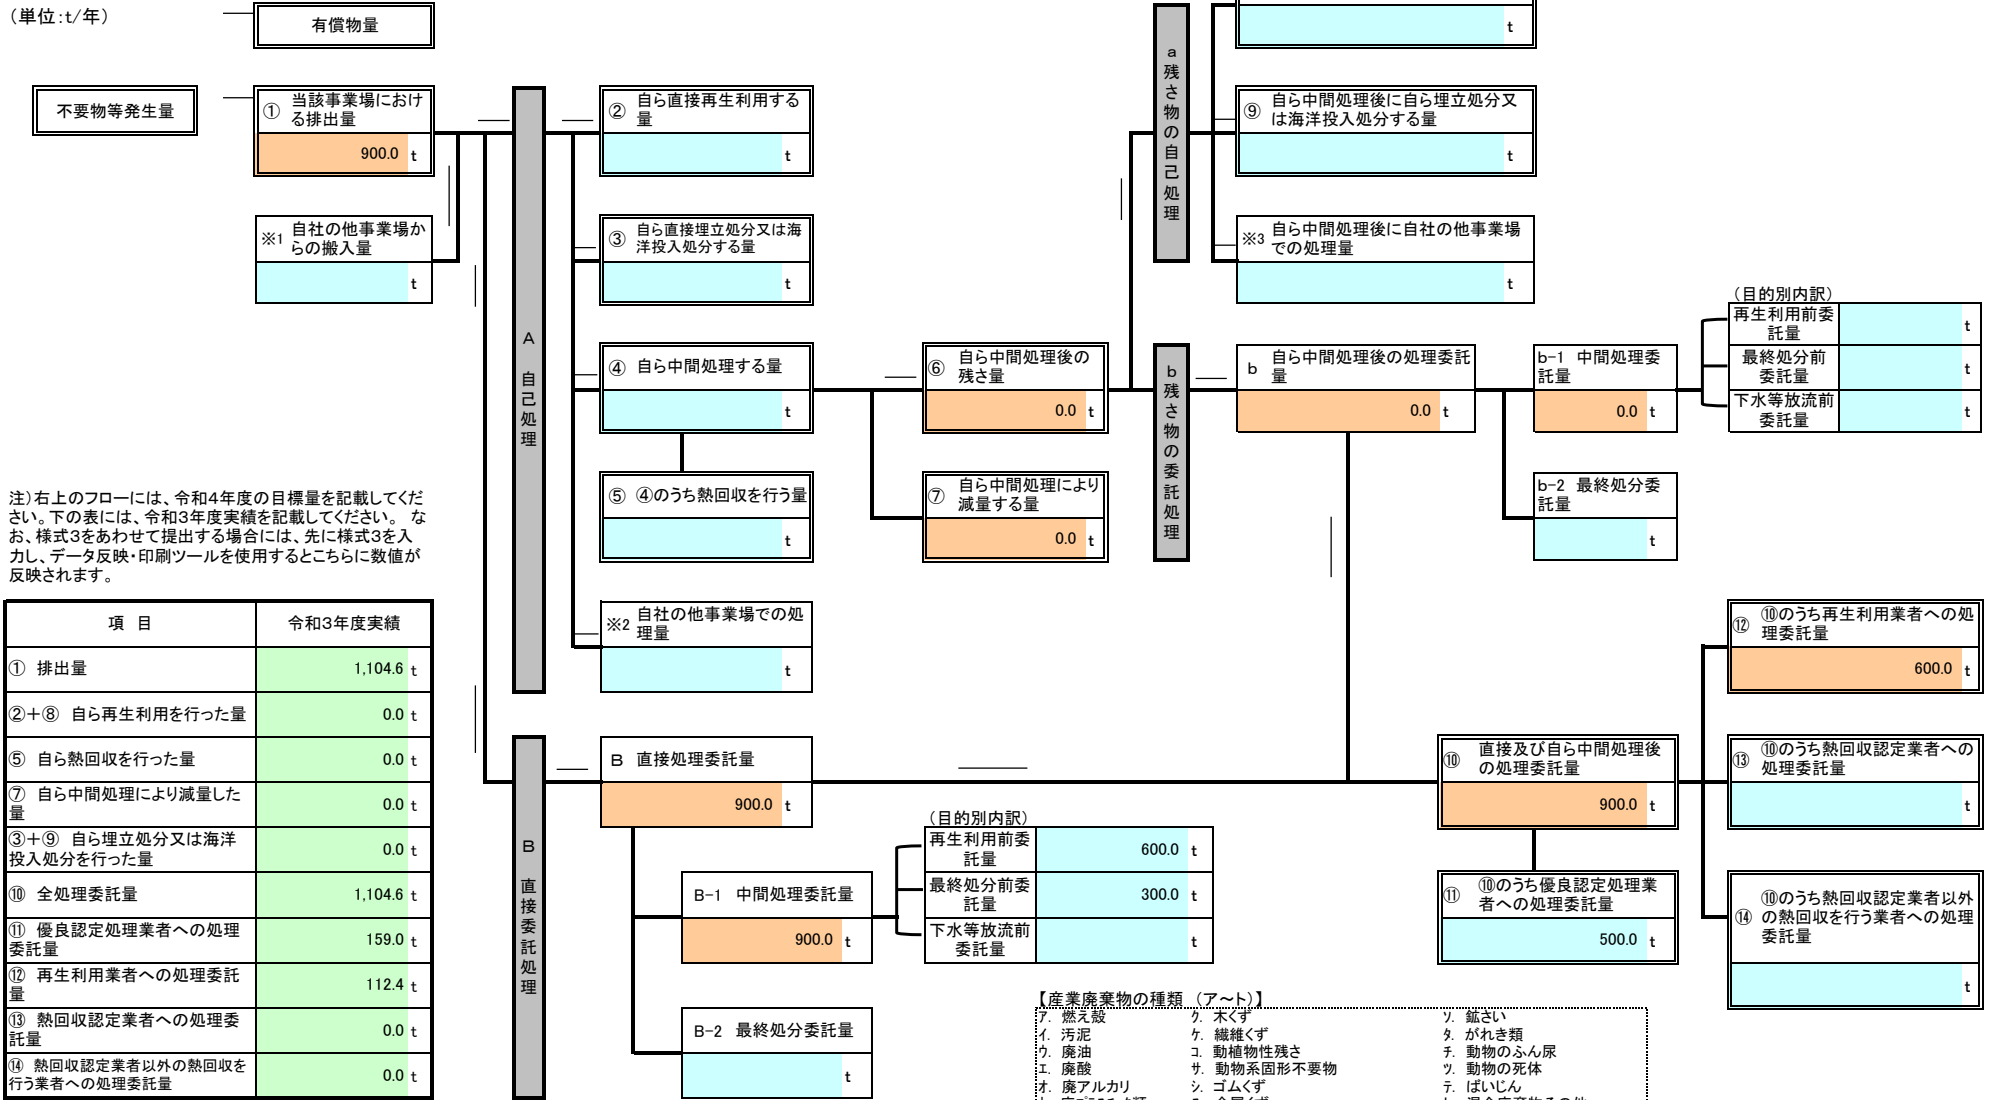 (単位:t/年)
有償物量
t
不要物等発生量
① 当該事業場におけ
る排出量
900.0 t
※1 自社の他事業場か
らの搬入量
t
A 自己処理
② 自ら直接再生利用する
量
t
③ 自ら直接埋立処分又は海
洋投入処分する量
t
④ 自ら中間処理する量
t
⑤ ④のうち熱回収を行う量
t
※2 自社の他事業場での処
理量
t
⑥ 自ら中間処理後の
残さ量
0.0 t
⑦ 自ら中間処理により
減量する量
0.0 t
a 残さ物の自己処理
⑨ 自ら中間処理後に自ら埋立処分又
は海洋投入処分する量
t
※3 自ら中間処理後に自社の他事業場
での処理量
t
b 残さ物の委託処理
b 自ら中間処理後の処理委託
量
0.0 t
b-1 中間処理委
託量
0.0 t
(目的別内訳)
再生利用前委
託量
t
最終処分前
委託量
t
下水等放流前
委託量
t
b-2 最終処分委
託量
t
注)右上のフローには、令和4年度の目標量を記載してくだ
さい。下の表には、令和3年度実績を記載してください。 な
お、様式3をあわせて提出する場合には、先に様式3を入
力し、データ反映・印刷ツールを使用するとこちらに数値が
反映されます。
項 目 令和3年度実績
① 排出量 1,104.6 t
②+⑧ 自ら再生利用を行った量 0.0 t
⑤ 自ら熱回収を行った量 0.0 t
⑦ 自ら中間処理により減量した
量 0.0 t
③+⑨ 自ら埋立処分又は海洋
投入処分を行った量 0.0 t
⑩ 全処理委託量 1,104.6 t
⑪ 優良認定処理業者への処理
委託量 159.0 t
⑫ 再生利用業者への処理委託
量 112.4 t
⑬ 熱回収認定業者への処理委
託量 0.0 t
⑭ 熱回収認定業者以外の熱回収を
行う業者への処理委託量 0.0 t
B 直接委託処理
B 直接処理委託量
900.0 t
B-1 中間処理委託量
900.0 t
(目的別内訳)
再生利用前委
託量
600.0 t
最終処分前委
託量
300.0 t
下水等放流前
委託量
t
B-2 最終処分委託量
t
⑩ 直接及び自ら中間処理後
の処理委託量
900.0 t
⑪ ⑩のうち優良認定処理業
者への処理委託量
500.0 t
⑫ ⑩のうち再生利用業者への処
理委託量
600.0 t
⑬ ⑩のうち熱回収認定業者への
処理委託量
t
⑭ ⑩のうち熱回収認定業者以外
の熱回収を行う業者への処理
委託量
t
【産業廃棄物の種類 (ア~ト)】
ア. 燃え殻 ク. 木くず ソ. 鉱さい
イ. 汚泥 ケ. 繊維くず タ. がれき類
ウ. 廃油 コ. 動植物性残さ チ. 動物のふん尿
エ. 廃酸 サ. 動物系固形不要物 ツ. 動物の死体
オ. 廃アルカリ シ. ゴムくず テ. ばいじん